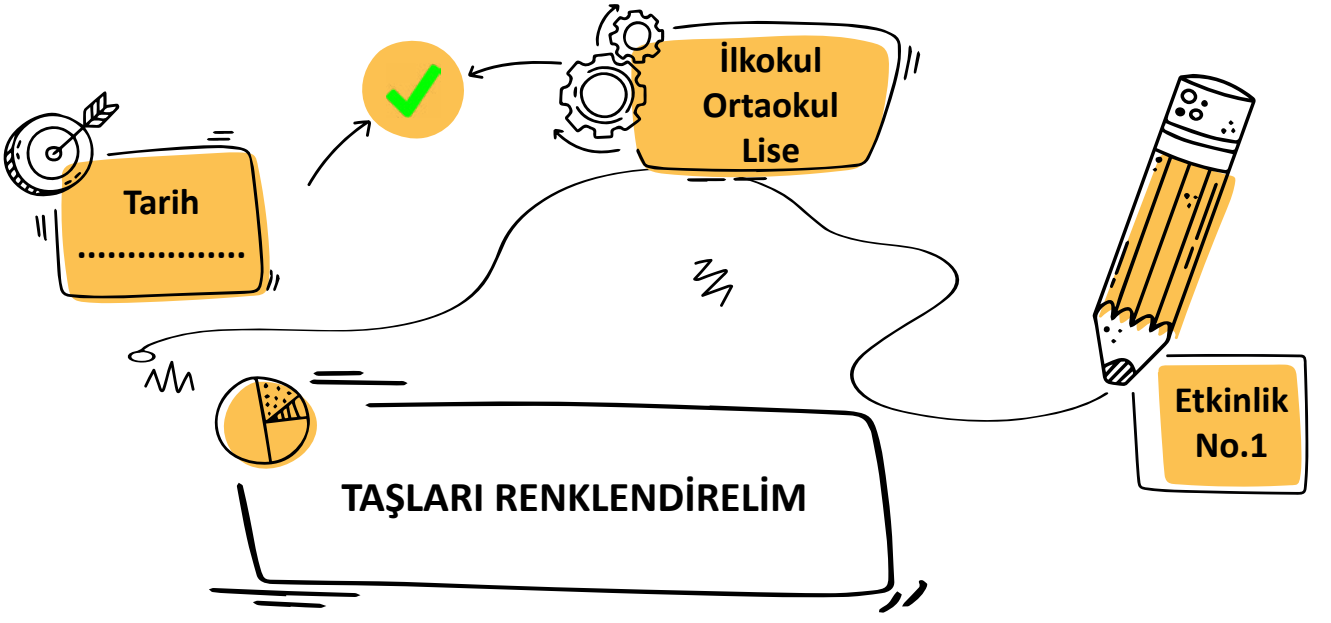 İlkokul
Ortaokul
Lise
Tarih
.................
Etkinlik
No.1
TAŞLARI RENKLENDİRELİM